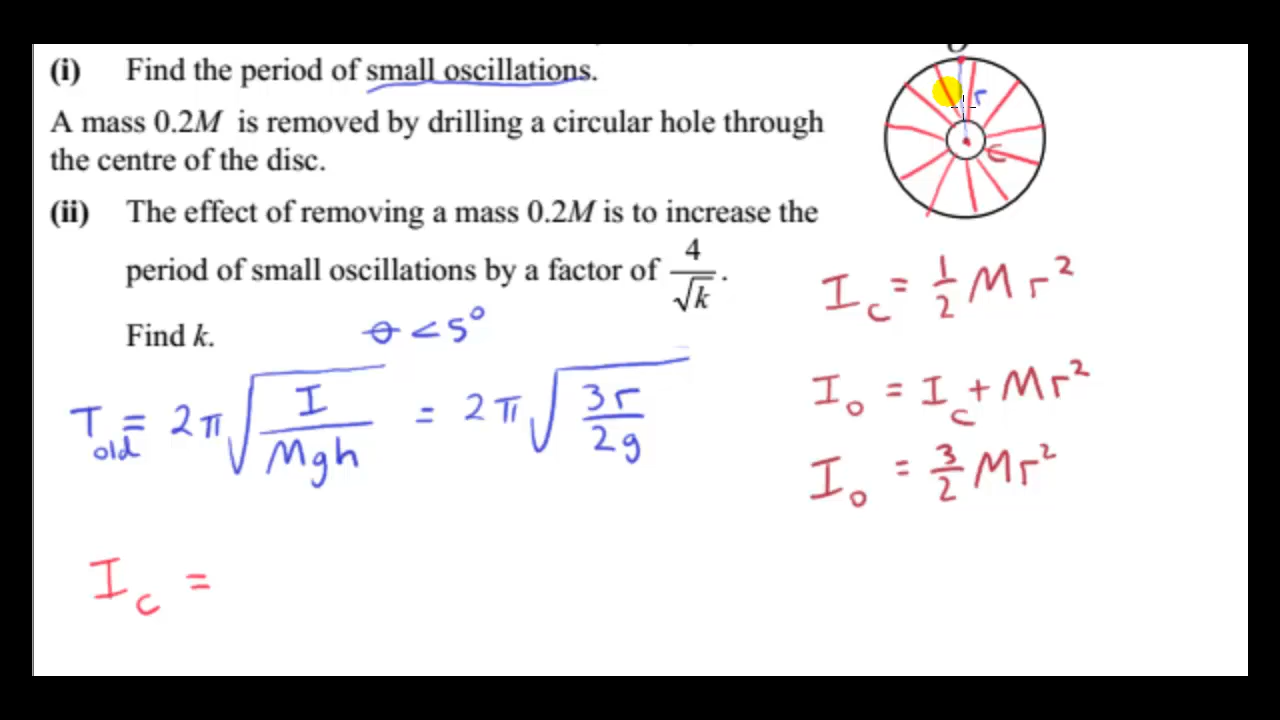 O
(i) Find the period of small oscillations.
r
A mass 0.2M is removed by drilling a circular hole through
the centre of the disc.
C
(ii) The effect of removing a mass 0.2M is to increase the
period of small oscillations by a factor of 4/√k.
Find k.
θ < 5°
T_old = 2π√(I/Mgh) = 2π√(3r/2g)
I_c = 1/2 Mr²
I_o = I_c + Mr²
I_o = 3/2 Mr²
I_c =